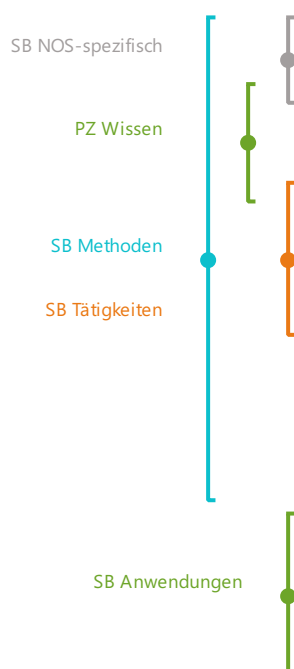 SB NOS-spezifisch
PZ Wissen
SB Methoden
SB Tätigkeiten
SB Anwendungen